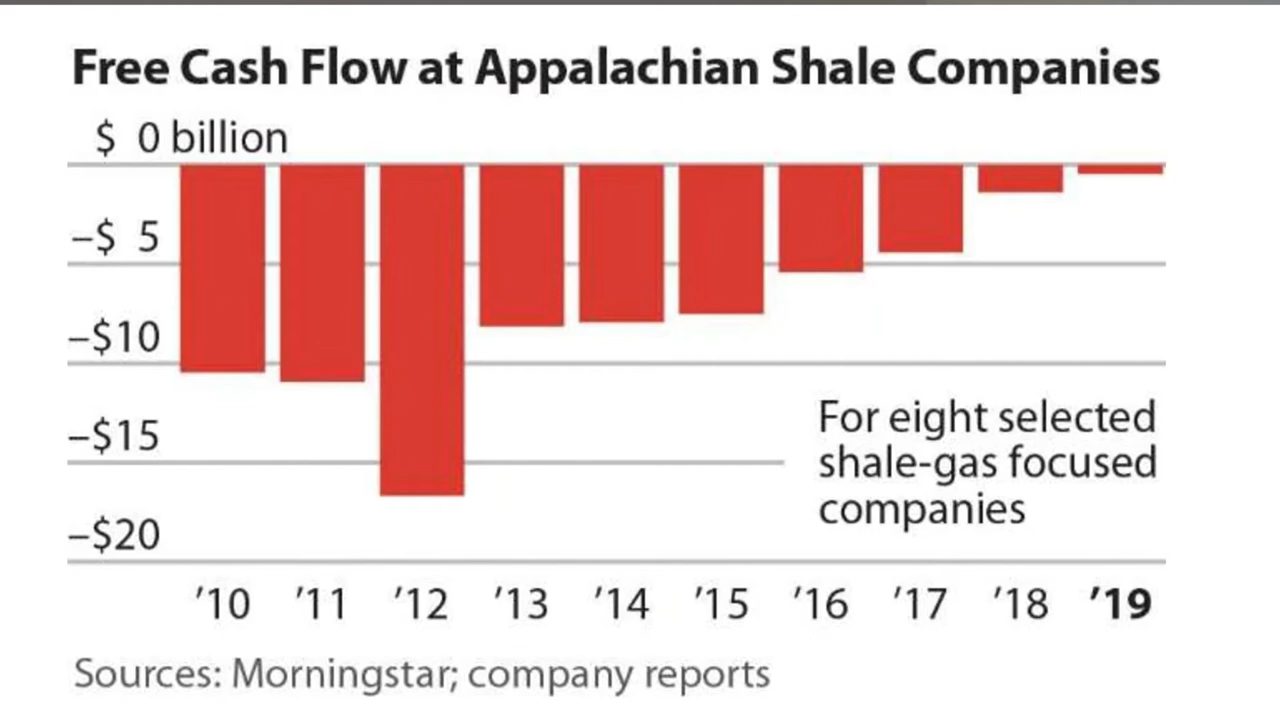 Free Cash Flow at Appalachian Shale Companies
$ 0 billion
–$ 5
–$10
–$15
–$20
For eight selected
shale-gas focused
companies
’10 ’11 ’12 ’13 ’14 ’15 ’16 ’17 ’18 ’19
Sources: Morningstar; company reports